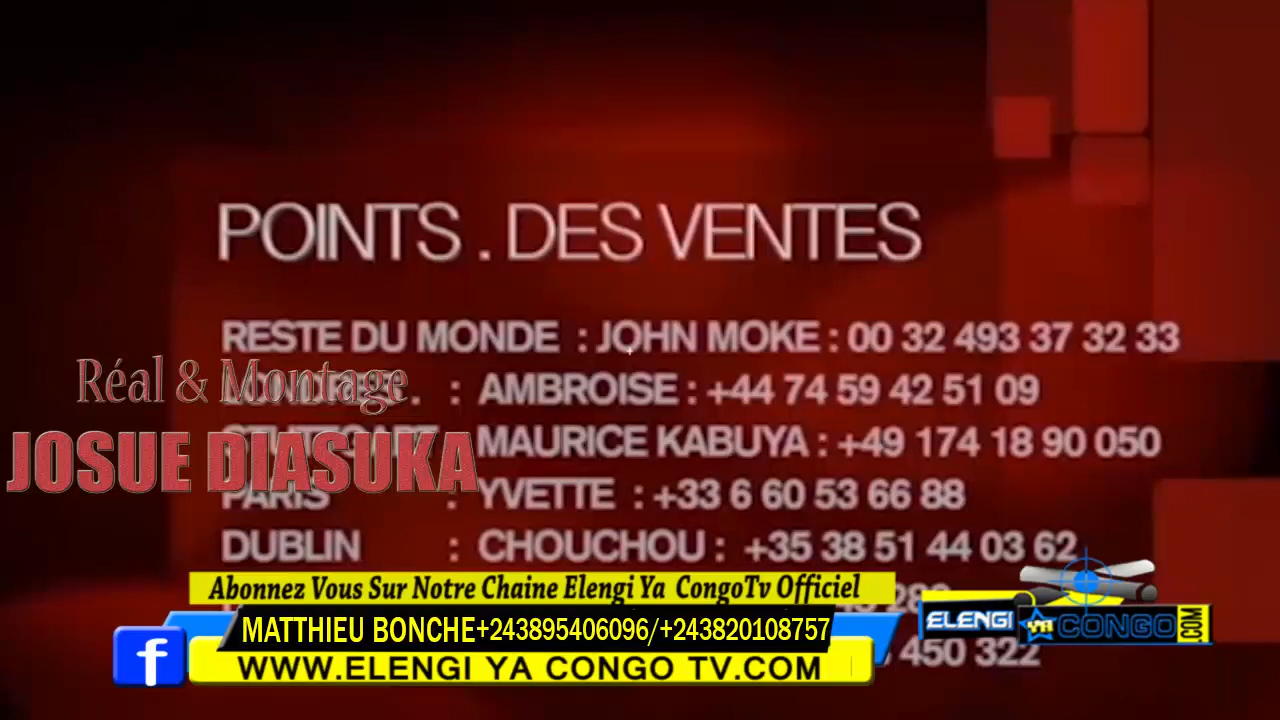 POINTS . DES VENTES
RESTE DU MONDE : JOHN MOKE : 00 32 493 37 32 33
Réal & Montage
: AMBROISE : +44 74 59 42 51 09
JOSUE DIASUKA
MAURICE KABUYA : +49 174 18 90 050
PARIS : YVETTE : +33 6 60 53 66 88
DUBLIN : CHOUCHOU : +35 38 51 44 03 62
Abonnez Vous Sur Notre Chaine Elengi Ya CongoTv Officiel
MATTHIEU BONCHE+243895406096/+243820108757
ELENGI YA CONGO .COM
f WWW.ELENGI YA CONGO TV.COM
450 322